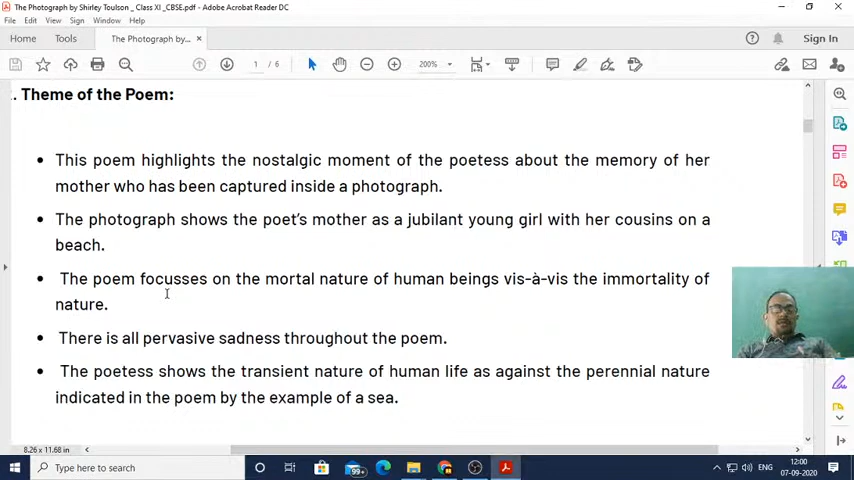 The Photograph by Shirley Toulson _ Class XI _CBSE.pdf - Adobe Acrobat Reader DC
File Edit View Sign Window Help
Home Tools The Photograph by... × Sign In
1 / 6 200%
. Theme of the Poem:
• This poem highlights the nostalgic moment of the poetess about the memory of her
mother who has been captured inside a photograph.
• The photograph shows the poet's mother as a jubilant young girl with her cousins on a
beach.
• The poem focusses on the mortal nature of human beings vis-à-vis the immortality of
nature.
• There is all pervasive sadness throughout the poem.
• The poetess shows the transient nature of human life as against the perennial nature
indicated in the poem by the example of a sea.
8.26 x 11.68 in
Type here to search
99+
ENG
12:00
07-09-2020